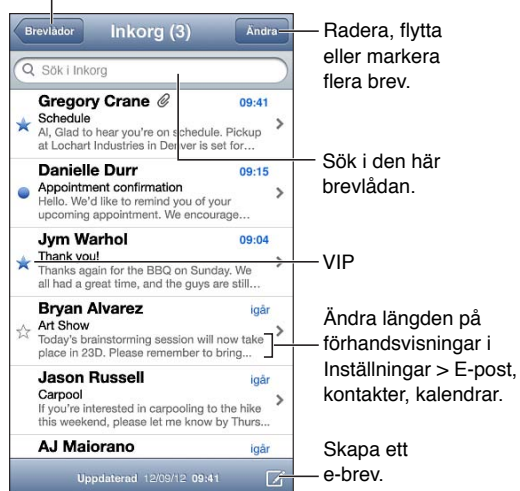 Brevlådor
Inkorg (3)
Ändra
Radera, flytta
eller markera
flera brev.
Sök i Inkorg
Gregory Crane
09:41
Schedule
Al, Glad to hear you're on schedule. Pickup
at Lochart Industries in Denver is set for...
Danielle Durr
09:15
Appointment confirmation
Hello. We'd like to remind you of your
upcoming appointment. We encourage...
Sök i den här
brevlådan.
Jym Warhol
09:04
Thank you!
Thanks again for the BBQ on Sunday. We
all had a great time, and the guys are still...
VIP
Bryan Alvarez
igår
Art Show
Today's brainstorming session will now take
place in 23D. Please remember to bring...
Ändra längden på
förhandsvisningar i
Inställningar > E-post,
kontakter, kalendrar.
Jason Russell
igår
Carpool
If you're interested in carpooling to the hike
this weekend, please let me know by Thurs...
AJ Maiorano
igår
Uppdaterad 12/09/12 09:41
Skapa ett
e-brev.